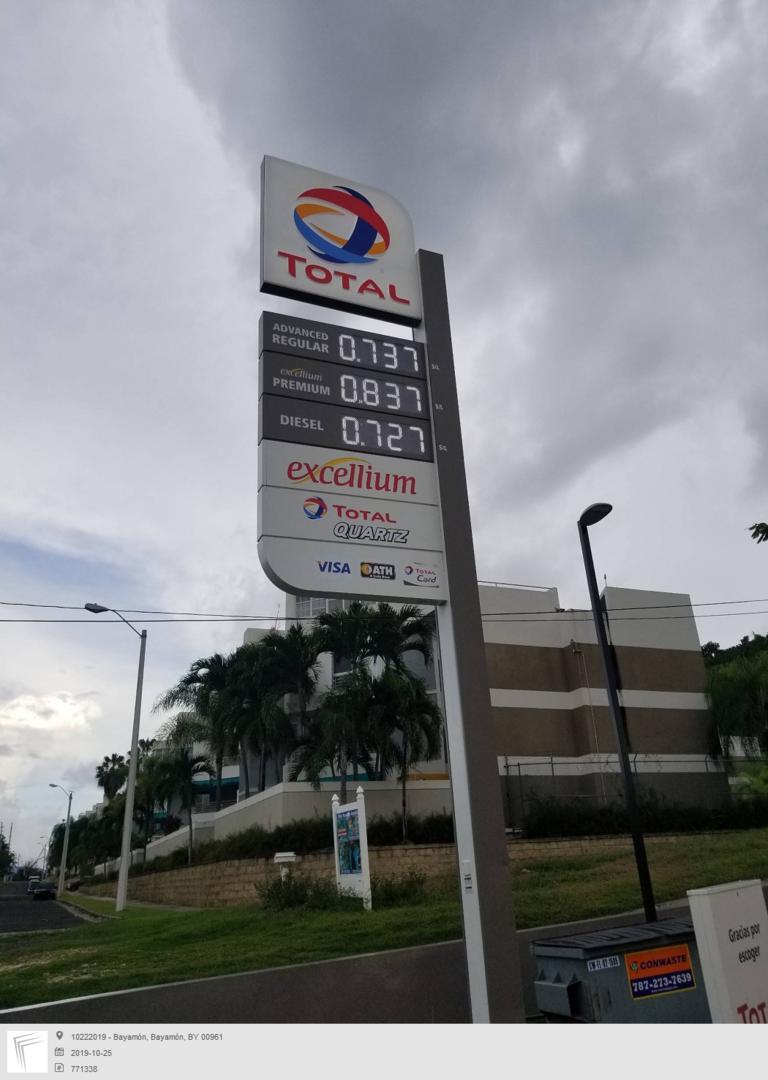 TOTAL
ADVANCED
REGULAR 0.737 $/L
excellium
PREMIUM 0.837 $/L
DIESEL 0.727 $/L
excellium
TOTAL
QUARTZ
VISA ATH TOTAL
Card
CONWASTE
787-273-7639
Gracias por
escoger
TOT
10222019 - Bayamón, Bayamón, BY 00961
2019-10-25
771338